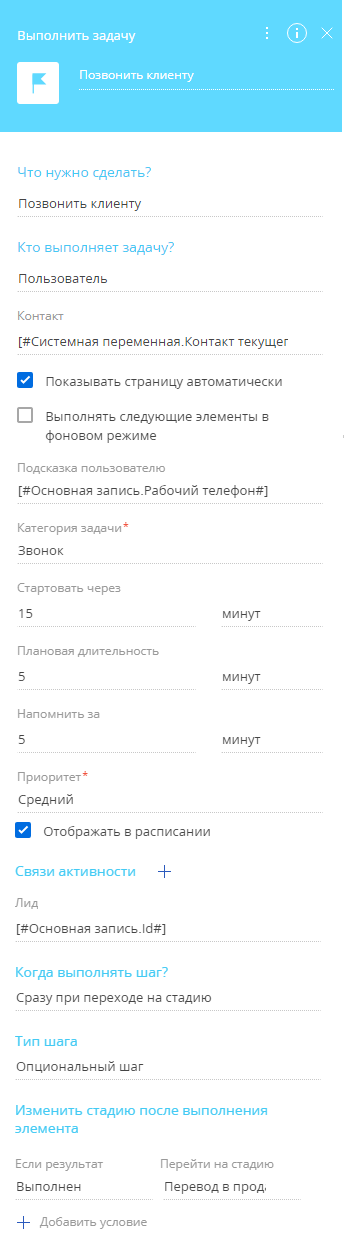 Выполнить задачу
Позвонить клиенту
Что нужно сделать?
Позвонить клиенту
Кто выполняет задачу?
Пользователь
Контакт
[#Системная переменная.Контакт текущег
Показывать страницу автоматически
Выполнять следующие элементы в
фоновом режиме
Подсказка пользователю
[#Основная запись.Рабочий телефон#]
Категория задачи*
Звонок
Стартовать через
15 минут
Плановая длительность
5 минут
Напомнить за
5 минут
Приоритет*
Средний
Отображать в расписании
Связи активности
Лид
[#Основная запись.Id#]
Когда выполнять шаг?
Сразу при переходе на стадию
Тип шага
Опциональный шаг
Изменить стадию после выполнения
элемента
Если результат Перейти на стадию
Выполнен Перевод в прод
Добавить условие